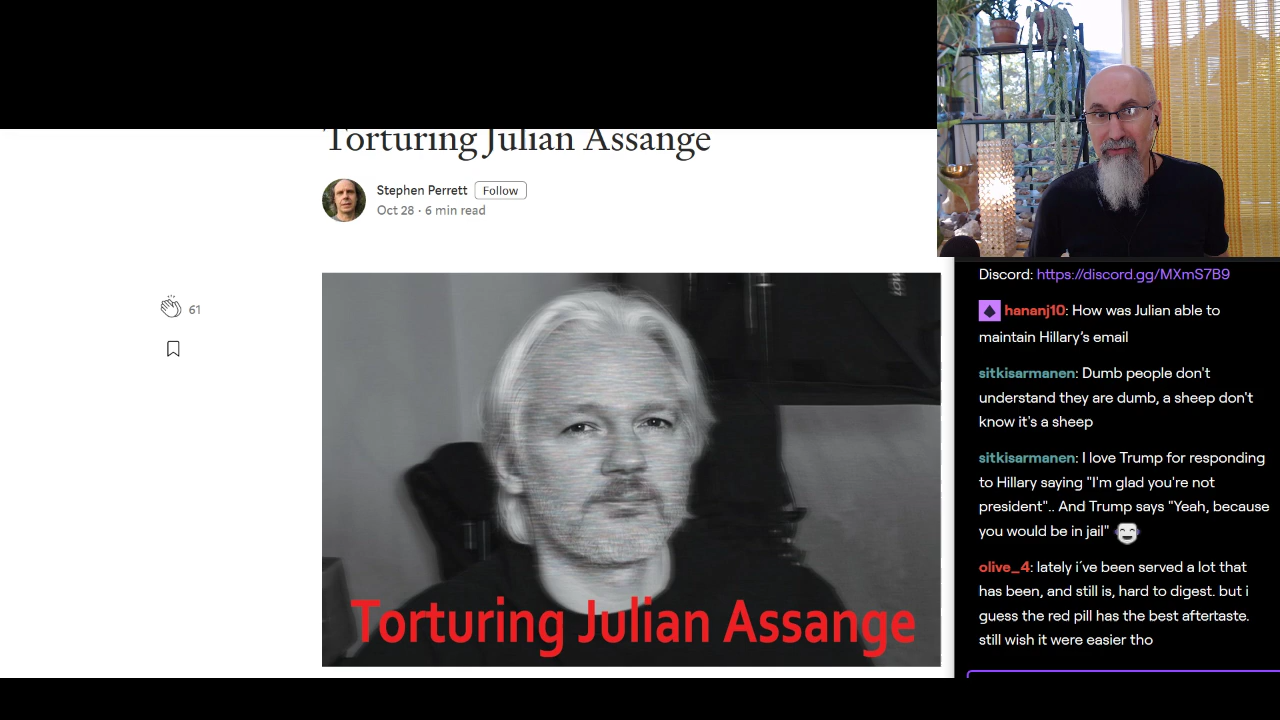 Torturing Julian Assange
Stephen Perrett Follow
Oct 28 · 6 min read
61
Torturing Julian Assange
Discord: https://discord.gg/MXmS7B9
hananj10: How was Julian able to
maintain Hillary's email
sitkisarmanen: Dumb people don't
understand they are dumb, a sheep don't
know it's a sheep
sitkisarmanen: I love Trump for responding
to Hillary saying "I'm glad you're not
president".. And Trump says "Yeah, because
you would be in jail"
olive_4: lately i´ve been served a lot that
has been, and still is, hard to digest. but i
guess the red pill has the best aftertaste.
still wish it were easier tho